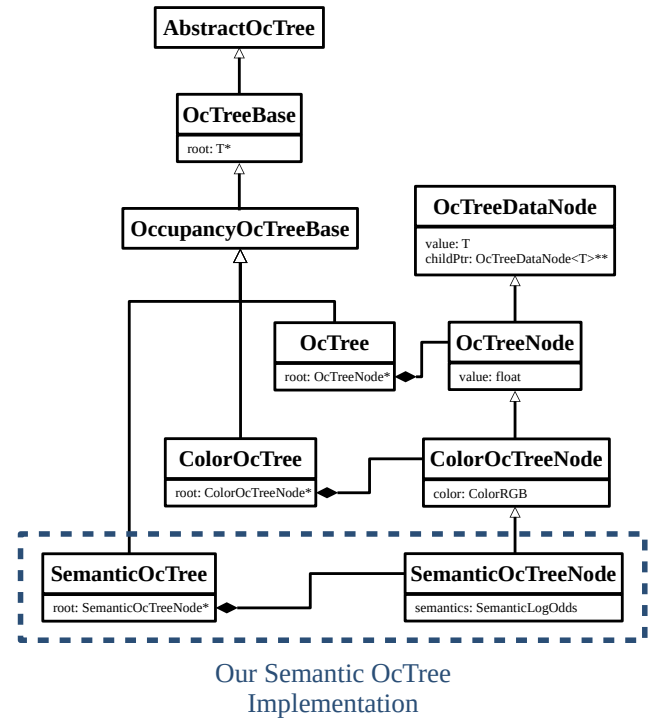 AbstractOcTree
OcTreeBase
root: T*
OccupancyOcTreeBase
OcTreeDataNode
value: T
childPtr: OcTreeDataNode<T>**
OcTree
root: OcTreeNode*
OcTreeNode
value: float
ColorOcTree
root: ColorOcTreeNode*
ColorOcTreeNode
color: ColorRGB
SemanticOcTree
root: SemanticOcTreeNode*
SemanticOcTreeNode
semantics: SemanticLogOdds
Our Semantic OcTree
Implementation